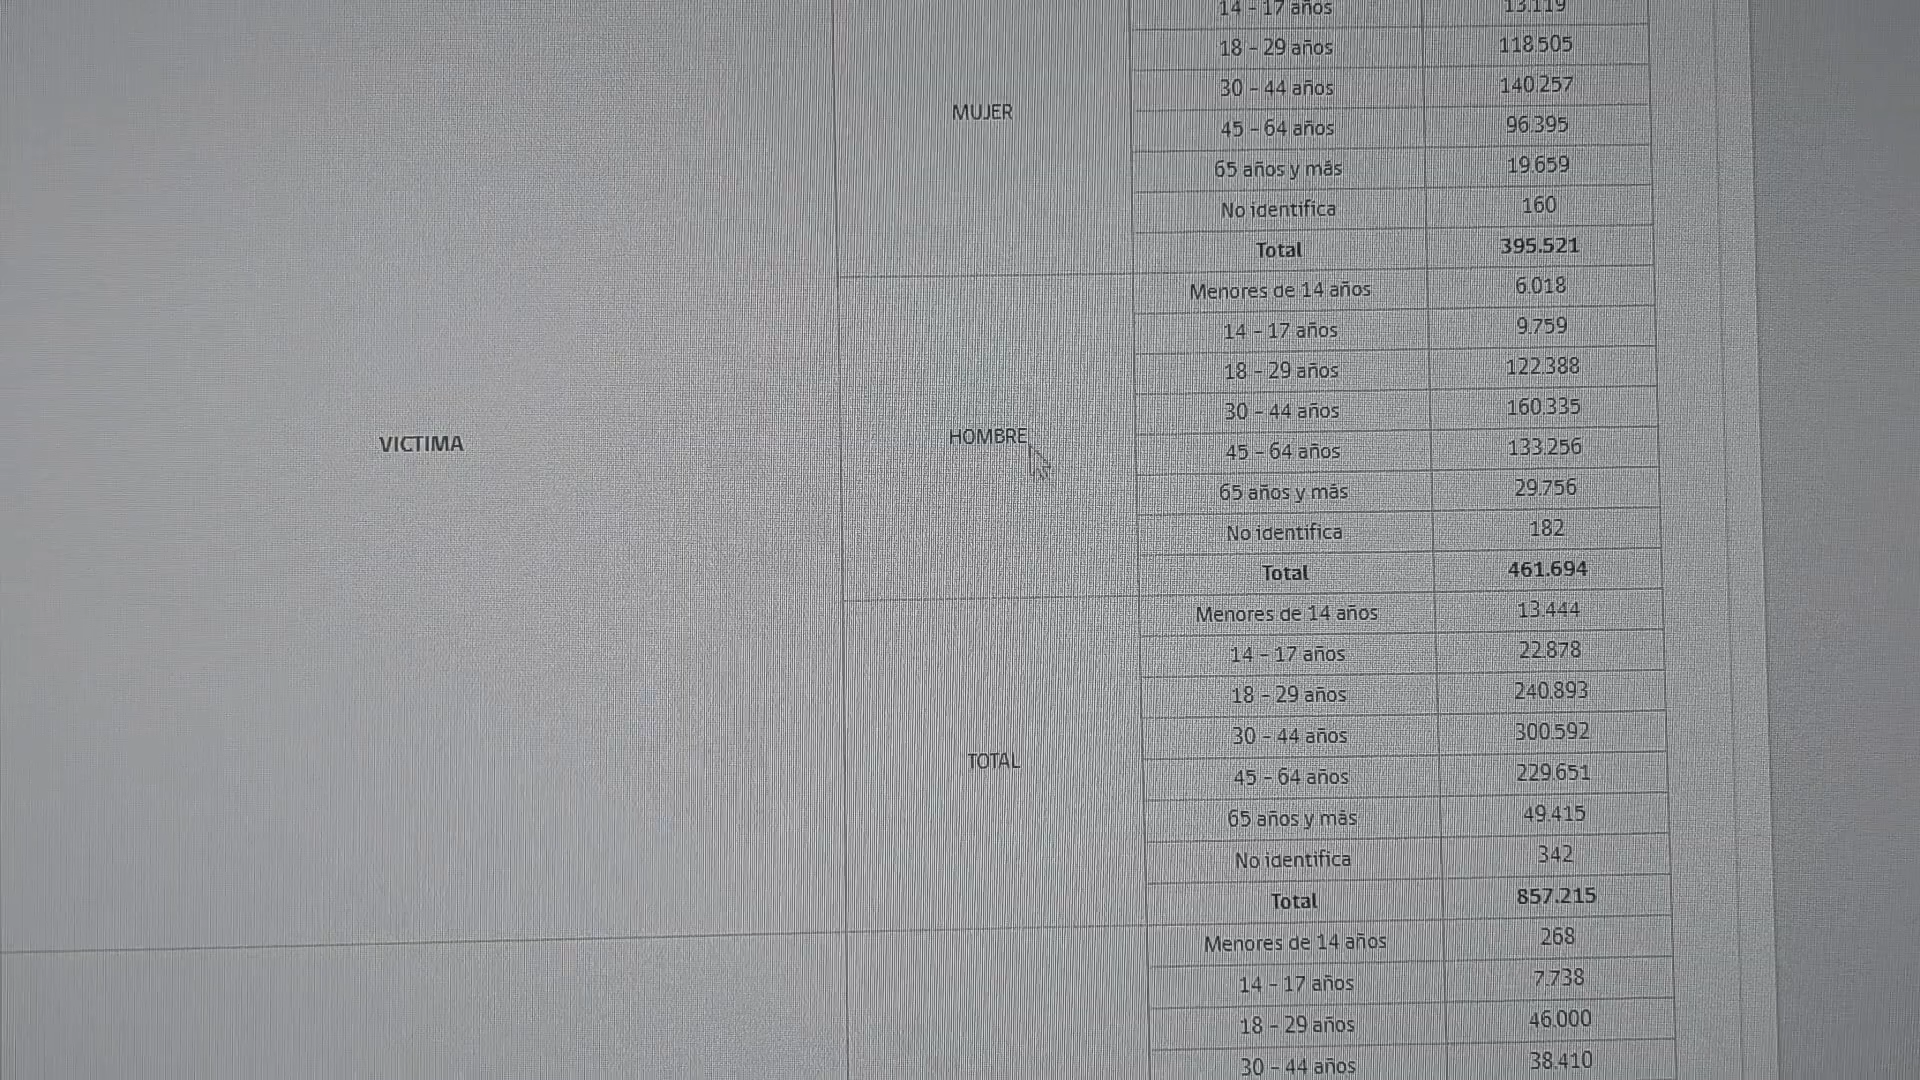 14 - 17 años 13.119
18 - 29 años 118.505
30 - 44 años 140.257
MUJER
45 - 64 años 96.395
65 años y más 19.659
No identifica 160
Total 395.521
Menores de 14 años 6.018
14 - 17 años 9.759
18 - 29 años 122.388
30 - 44 años 160.335
VICTIMA
HOMBRE
45 - 64 años 133.256
65 años y más 29.756
No identifica 182
Total 461.694
Menores de 14 años 13.444
14 - 17 años 22.878
18 - 29 años 240.893
30 - 44 años 300.592
TOTAL
45 - 64 años 229.651
65 años y más 49.415
No identifica 342
Total 857.215
Menores de 14 años 268
14 - 17 años 7.738
18 - 29 años 46.000
30 - 44 años 38.410